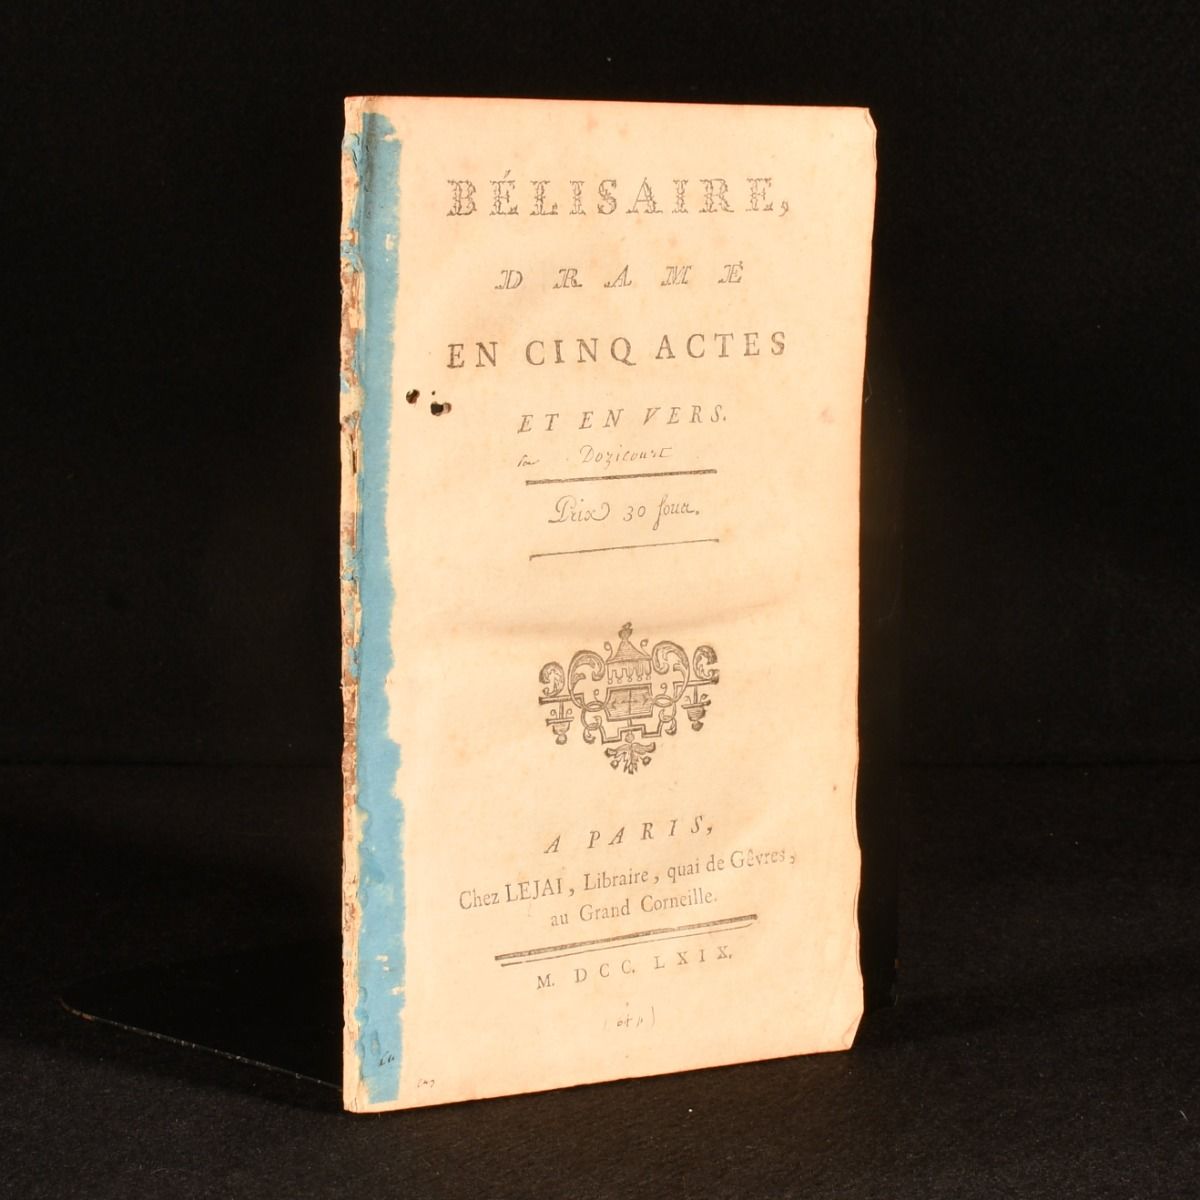 BÉLISAIRE,
DRAME
EN CINQ ACTES
ET EN VERS.
Dozicourt
Prix 30 sous.
A PARIS,
Chez LEJAI, Libraire, quai de Gêvres,
au Grand Corneille.
M. DCC. LXIX.